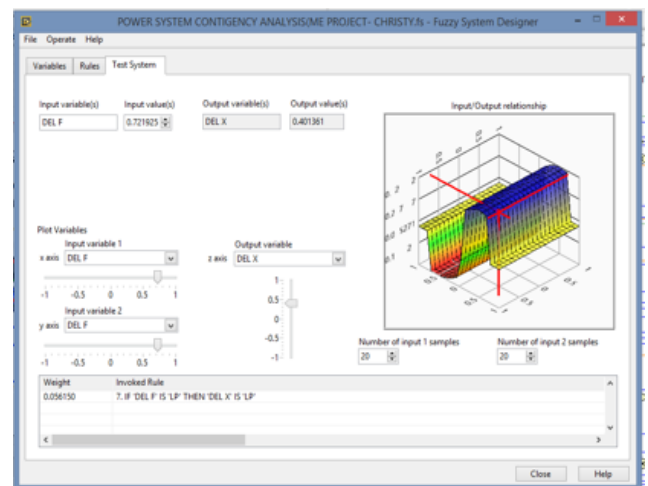 POWER SYSTEM CONTIGENCY ANALYSIS(ME PROJECT- CHRISTY.fs - Fuzzy System Designer
File Operate Help
Variables Rules Test System
Input variable(s) Input value(s) Output variable(s) Output value(s) Input/Output relationship
DEL F 0.721925 DEL X 0.401361
Plot Variables
Input variable 1 Output variable
x axis DEL F z axis DEL X
-1 -0.5 0 0.5 1
1
0.5
0
-0.5
-1
Input variable 2
y axis DEL F
-1 -0.5 0 0.5 1
Number of input 1 samples Number of input 2 samples
20 20
Weight Invoked Rule
0.056150 7. IF 'DEL F' IS 'LP' THEN 'DEL X' IS 'LP'
Close Help